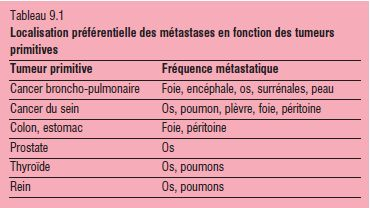 Tableau 9.1
Localisation préférentielle des métastases en fonction des tumeurs
primitives
Tumeur primitive Fréquence métastatique
Cancer broncho-pulmonaire Foie, encéphale, os, surrénales, peau
Cancer du sein Os, poumon, plèvre, foie, péritoine
Colon, estomac Foie, péritoine
Prostate Os
Thyroïde Os, poumons
Rein Os, poumons